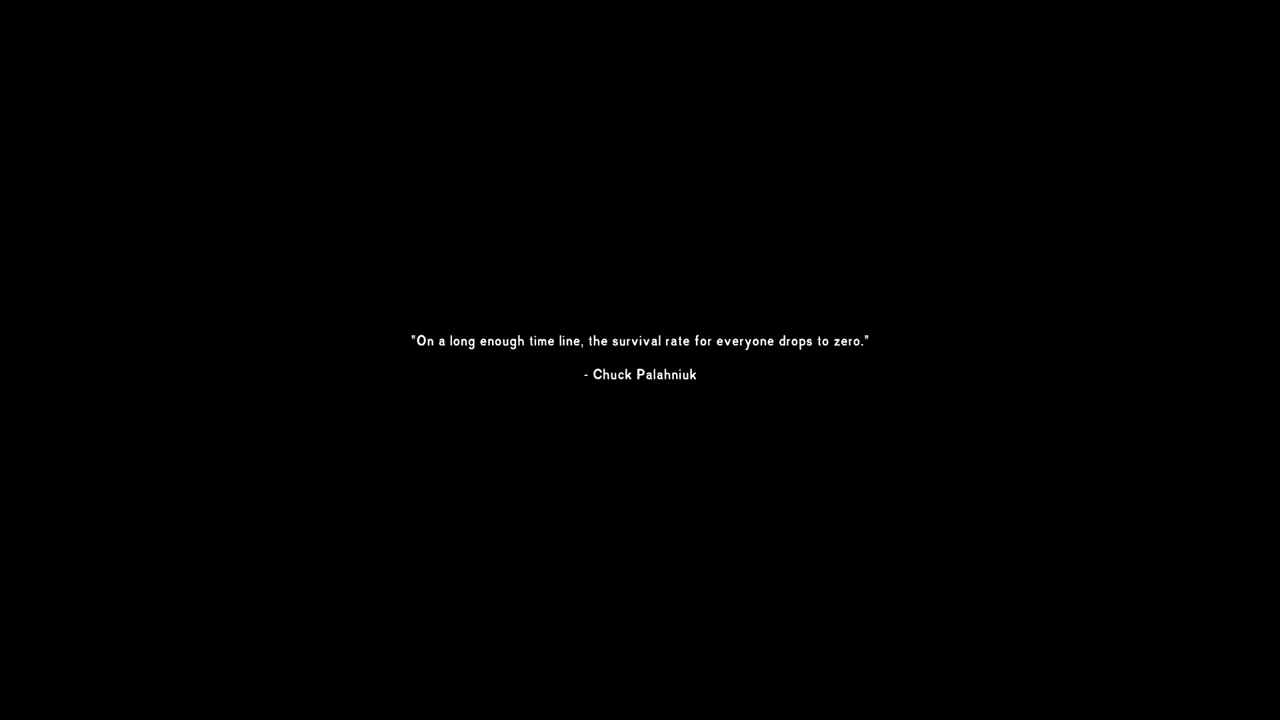 "On a long enough time line, the survival rate for everyone drops to zero."
- Chuck Palahniuk